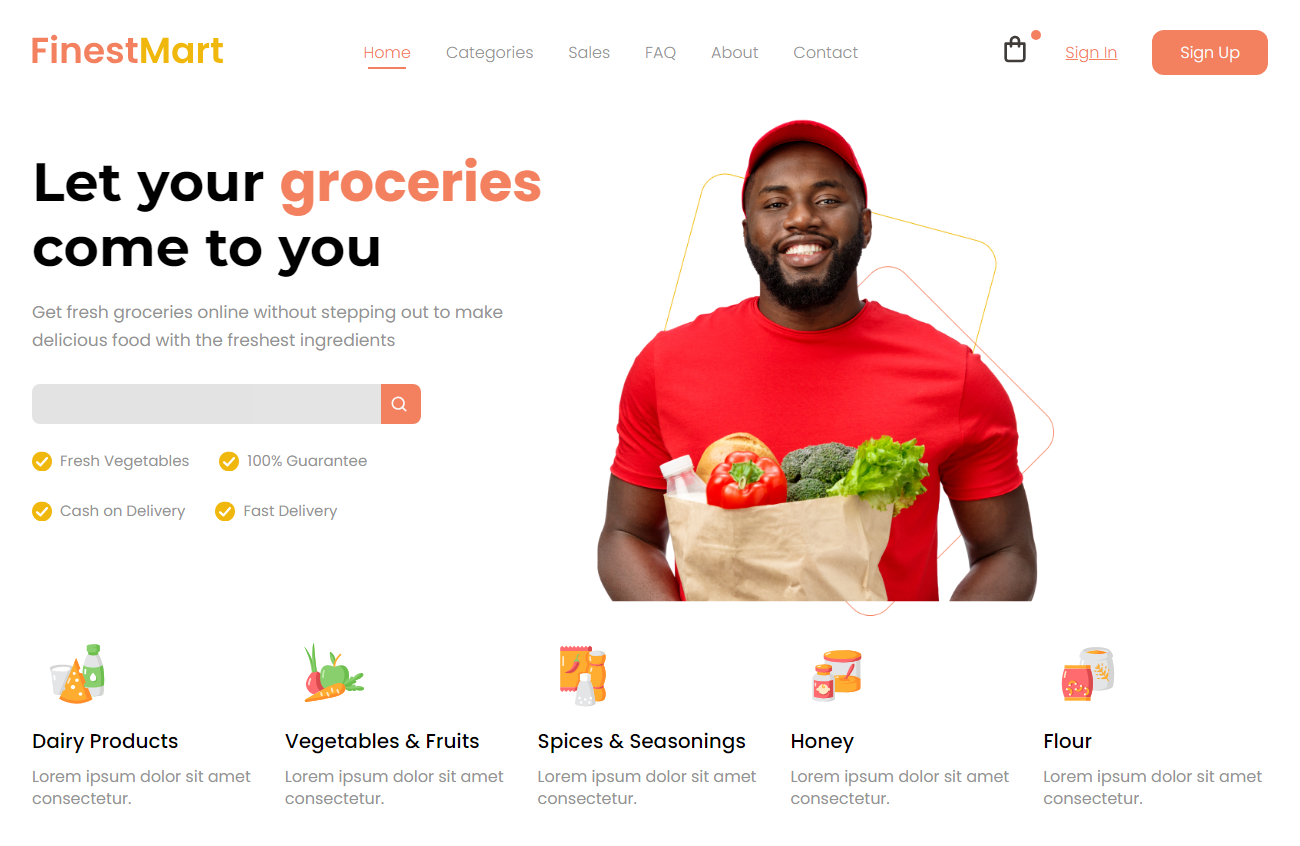 FinestMart
Home Categories Sales FAQ About Contact Sign In Sign Up
Let your groceries
come to you
Get fresh groceries online without stepping out to make
delicious food with the freshest ingredients
Fresh Vegetables 100% Guarantee
Cash on Delivery Fast Delivery
Dairy Products
Lorem ipsum dolor sit amet
consectetur.
Vegetables & Fruits
Lorem ipsum dolor sit amet
consectetur.
Spices & Seasonings
Lorem ipsum dolor sit amet
consectetur.
Honey
Lorem ipsum dolor sit amet
consectetur.
Flour
Lorem ipsum dolor sit amet
consectetur.